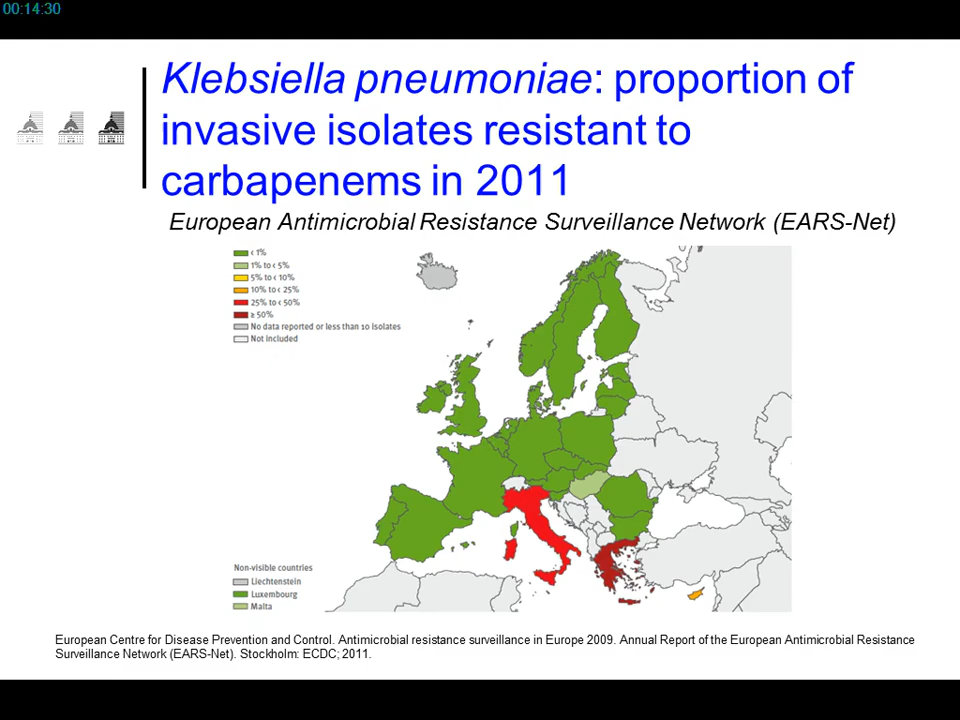 00:14:30
Klebsiella pneumoniae: proportion of
invasive isolates resistant to
carbapenems in 2011
European Antimicrobial Resistance Surveillance Network (EARS-Net)
< 1%
1% to < 5%
5% to < 10%
10% to < 25%
25% to < 50%
≥ 50%
No data reported or less than 10 isolates
Not included
Non-visible countries
Liechtenstein
Luxembourg
Malta
European Centre for Disease Prevention and Control. Antimicrobial resistance surveillance in Europe 2009. Annual Report of the European Antimicrobial Resistance
Surveillance Network (EARS-Net). Stockholm: ECDC; 2011.